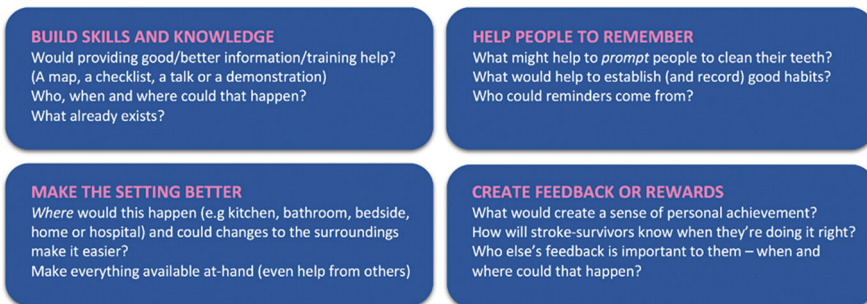 BUILD SKILLS AND KNOWLEDGE
Would providing good/better information/training help?
(A map, a checklist, a talk or a demonstration)
Who, when and where could that happen?
What already exists?
HELP PEOPLE TO REMEMBER
What might help to prompt people to clean their teeth?
What would help to establish (and record) good habits?
Who could reminders come from?
MAKE THE SETTING BETTER
Where would this happen (e.g kitchen, bathroom, bedside,
home or hospital) and could changes to the surroundings
make it easier?
Make everything available at-hand (even help from others)
CREATE FEEDBACK OR REWARDS
What would create a sense of personal achievement?
How will stroke-survivors know when they're doing it right?
Who else's feedback is important to them – when and
where could that happen?